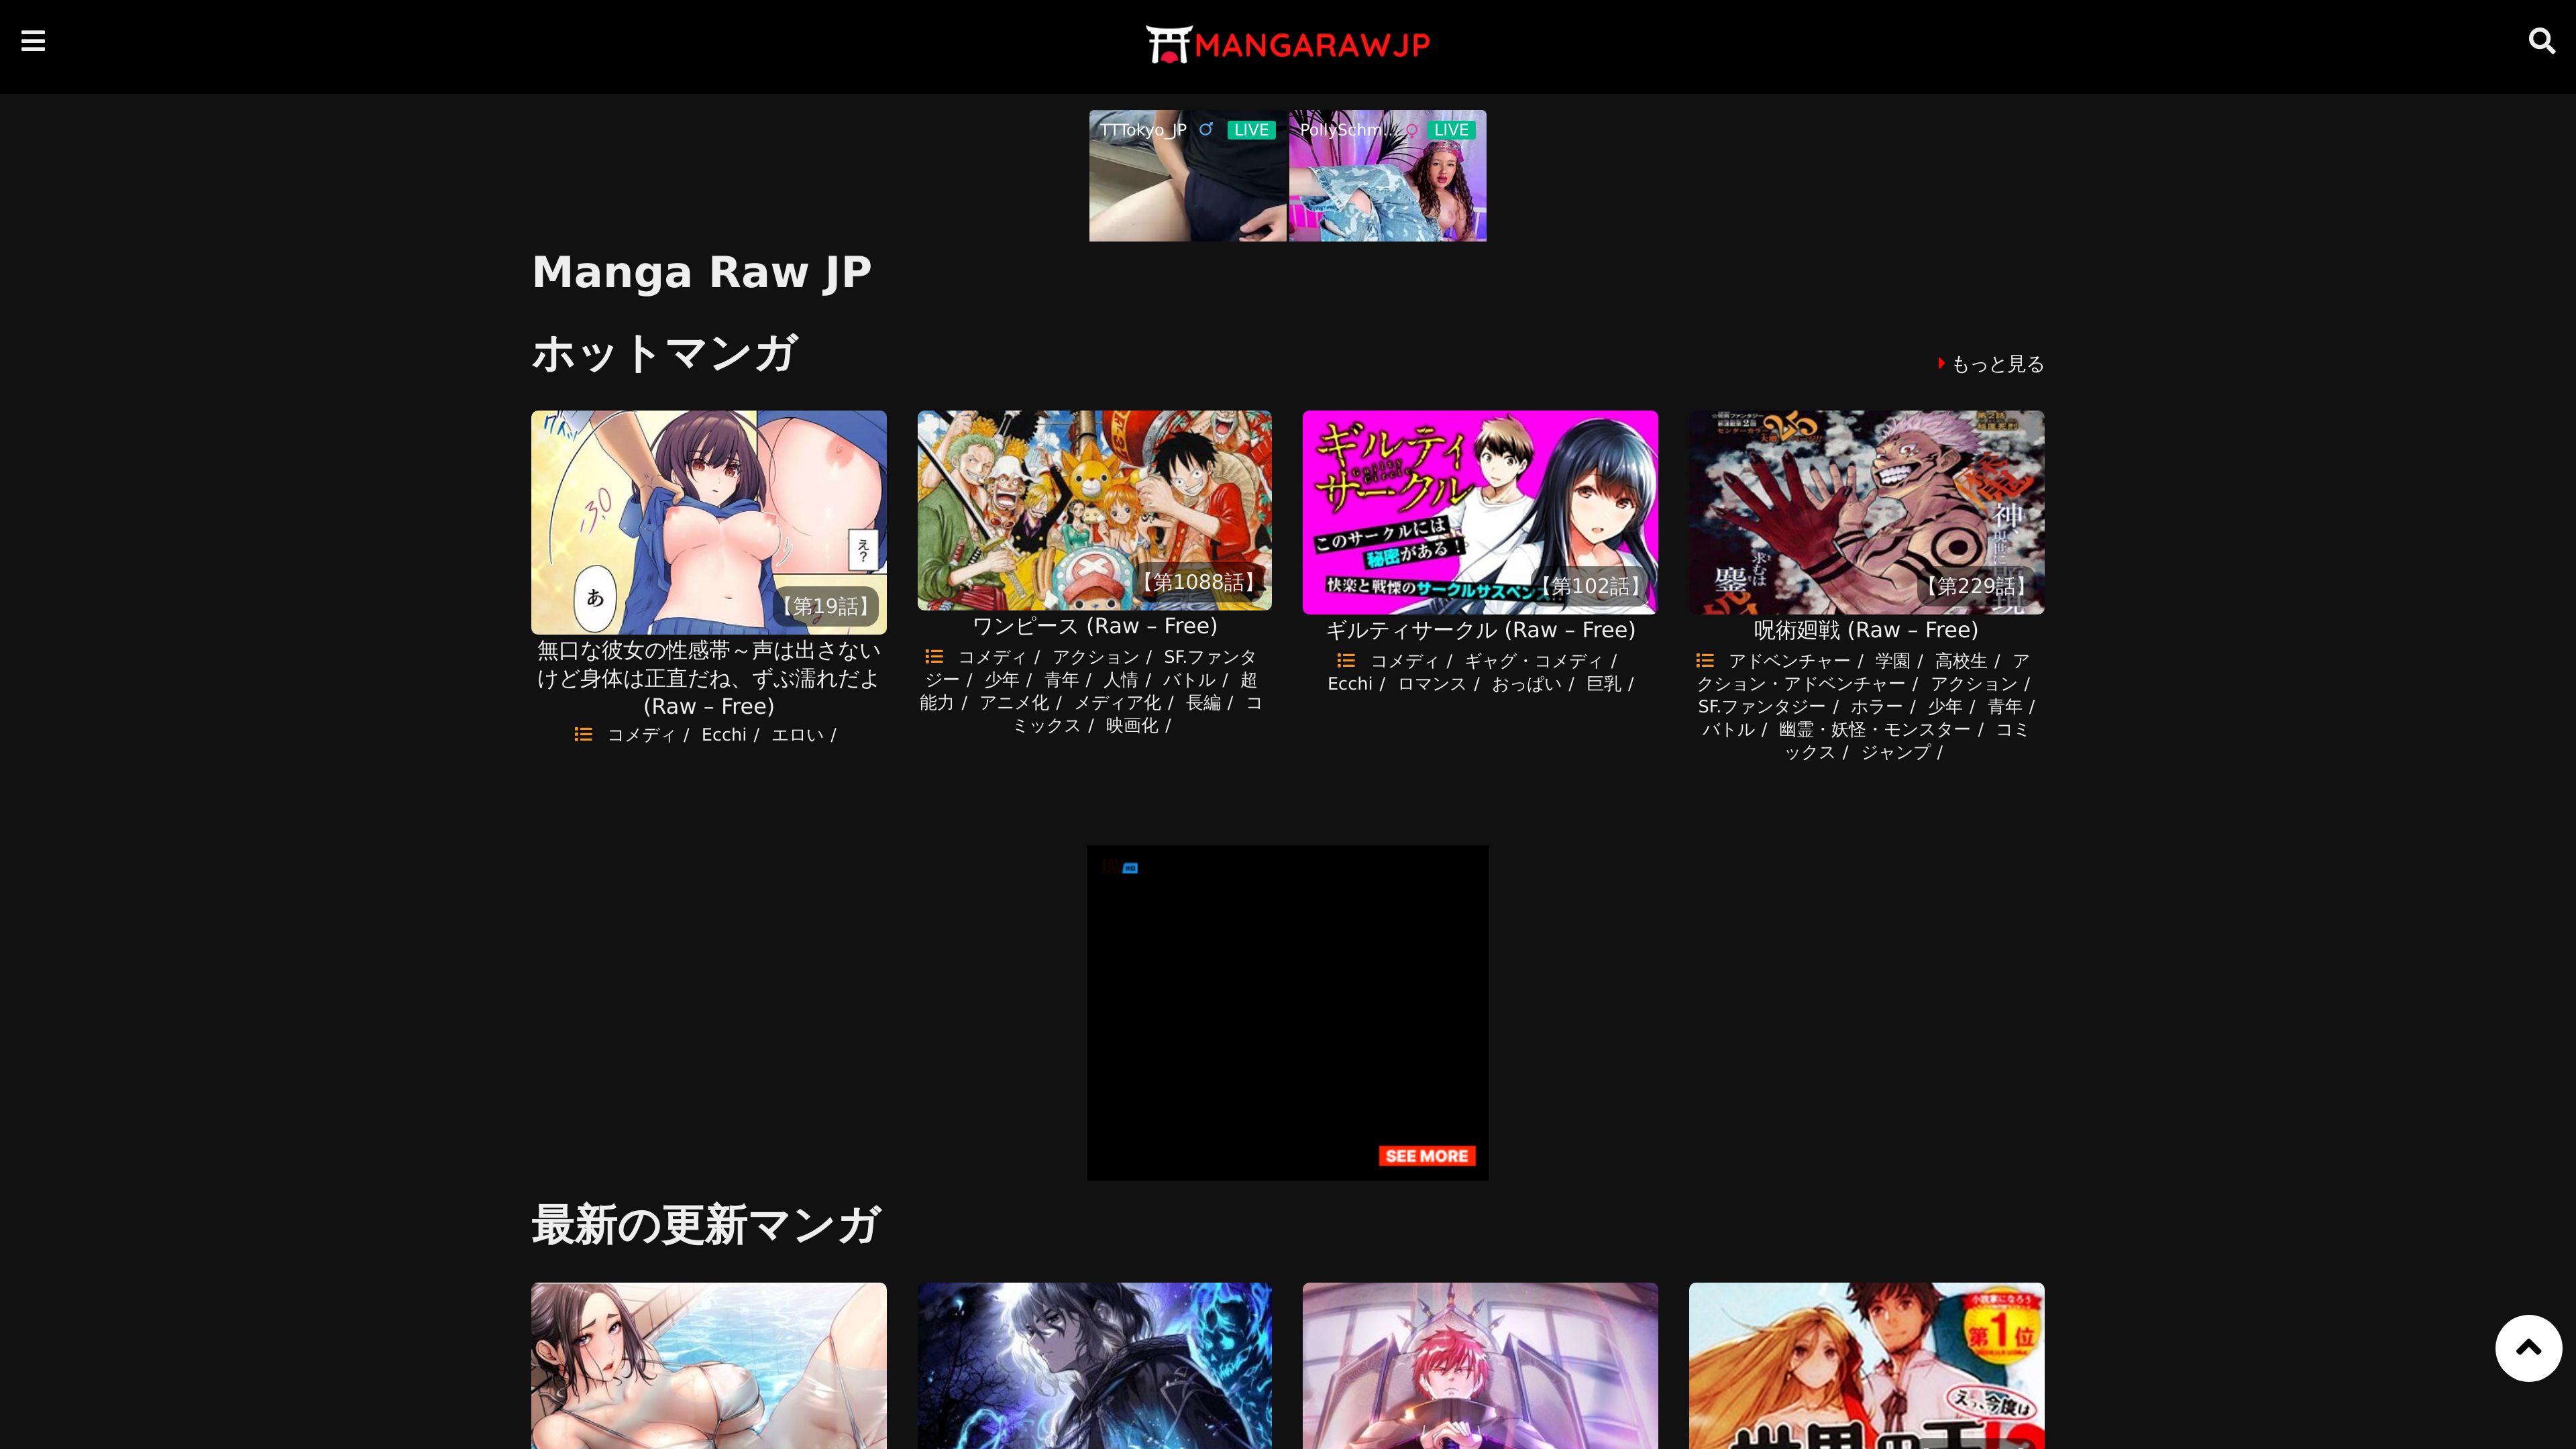 MANGARAWJP
TTTokyo_JP ♂ LIVE
PollySchm... ♀ LIVE
Manga Raw JP
ホットマンガ
もっと見る
え？
あ
【第19話】
無口な彼女の性感帯～声は出さない
けど身体は正直だね、ずぶ濡れだよ
(Raw – Free)
コメディ / Ecchi / エロい /
【第1088話】
ワンピース (Raw – Free)
コメディ / アクション / SF.ファンタ
ジー / 少年 / 青年 / 人情 / バトル / 超
能力 / アニメ化 / メディア化 / 長編 / コ
ミックス / 映画化 /
ギルティ
Guilty Circle
サークル
このサークルには
秘密がある！
快楽と戦慄のサークルサスペンス
【第102話】
ギルティサークル (Raw – Free)
コメディ / ギャグ・コメディ /
Ecchi / ロマンス / おっぱい / 巨乳 /
【第229話】
呪術廻戦 (Raw – Free)
アドベンチャー / 学園 / 高校生 / ア
クション・アドベンチャー / アクション /
SF.ファンタジー / ホラー / 少年 / 青年 /
バトル / 幽霊・妖怪・モンスター / コミ
ックス / ジャンプ /
SEE MORE
最新の更新マンガ
小説家になろう
第1位
えっ、今度は